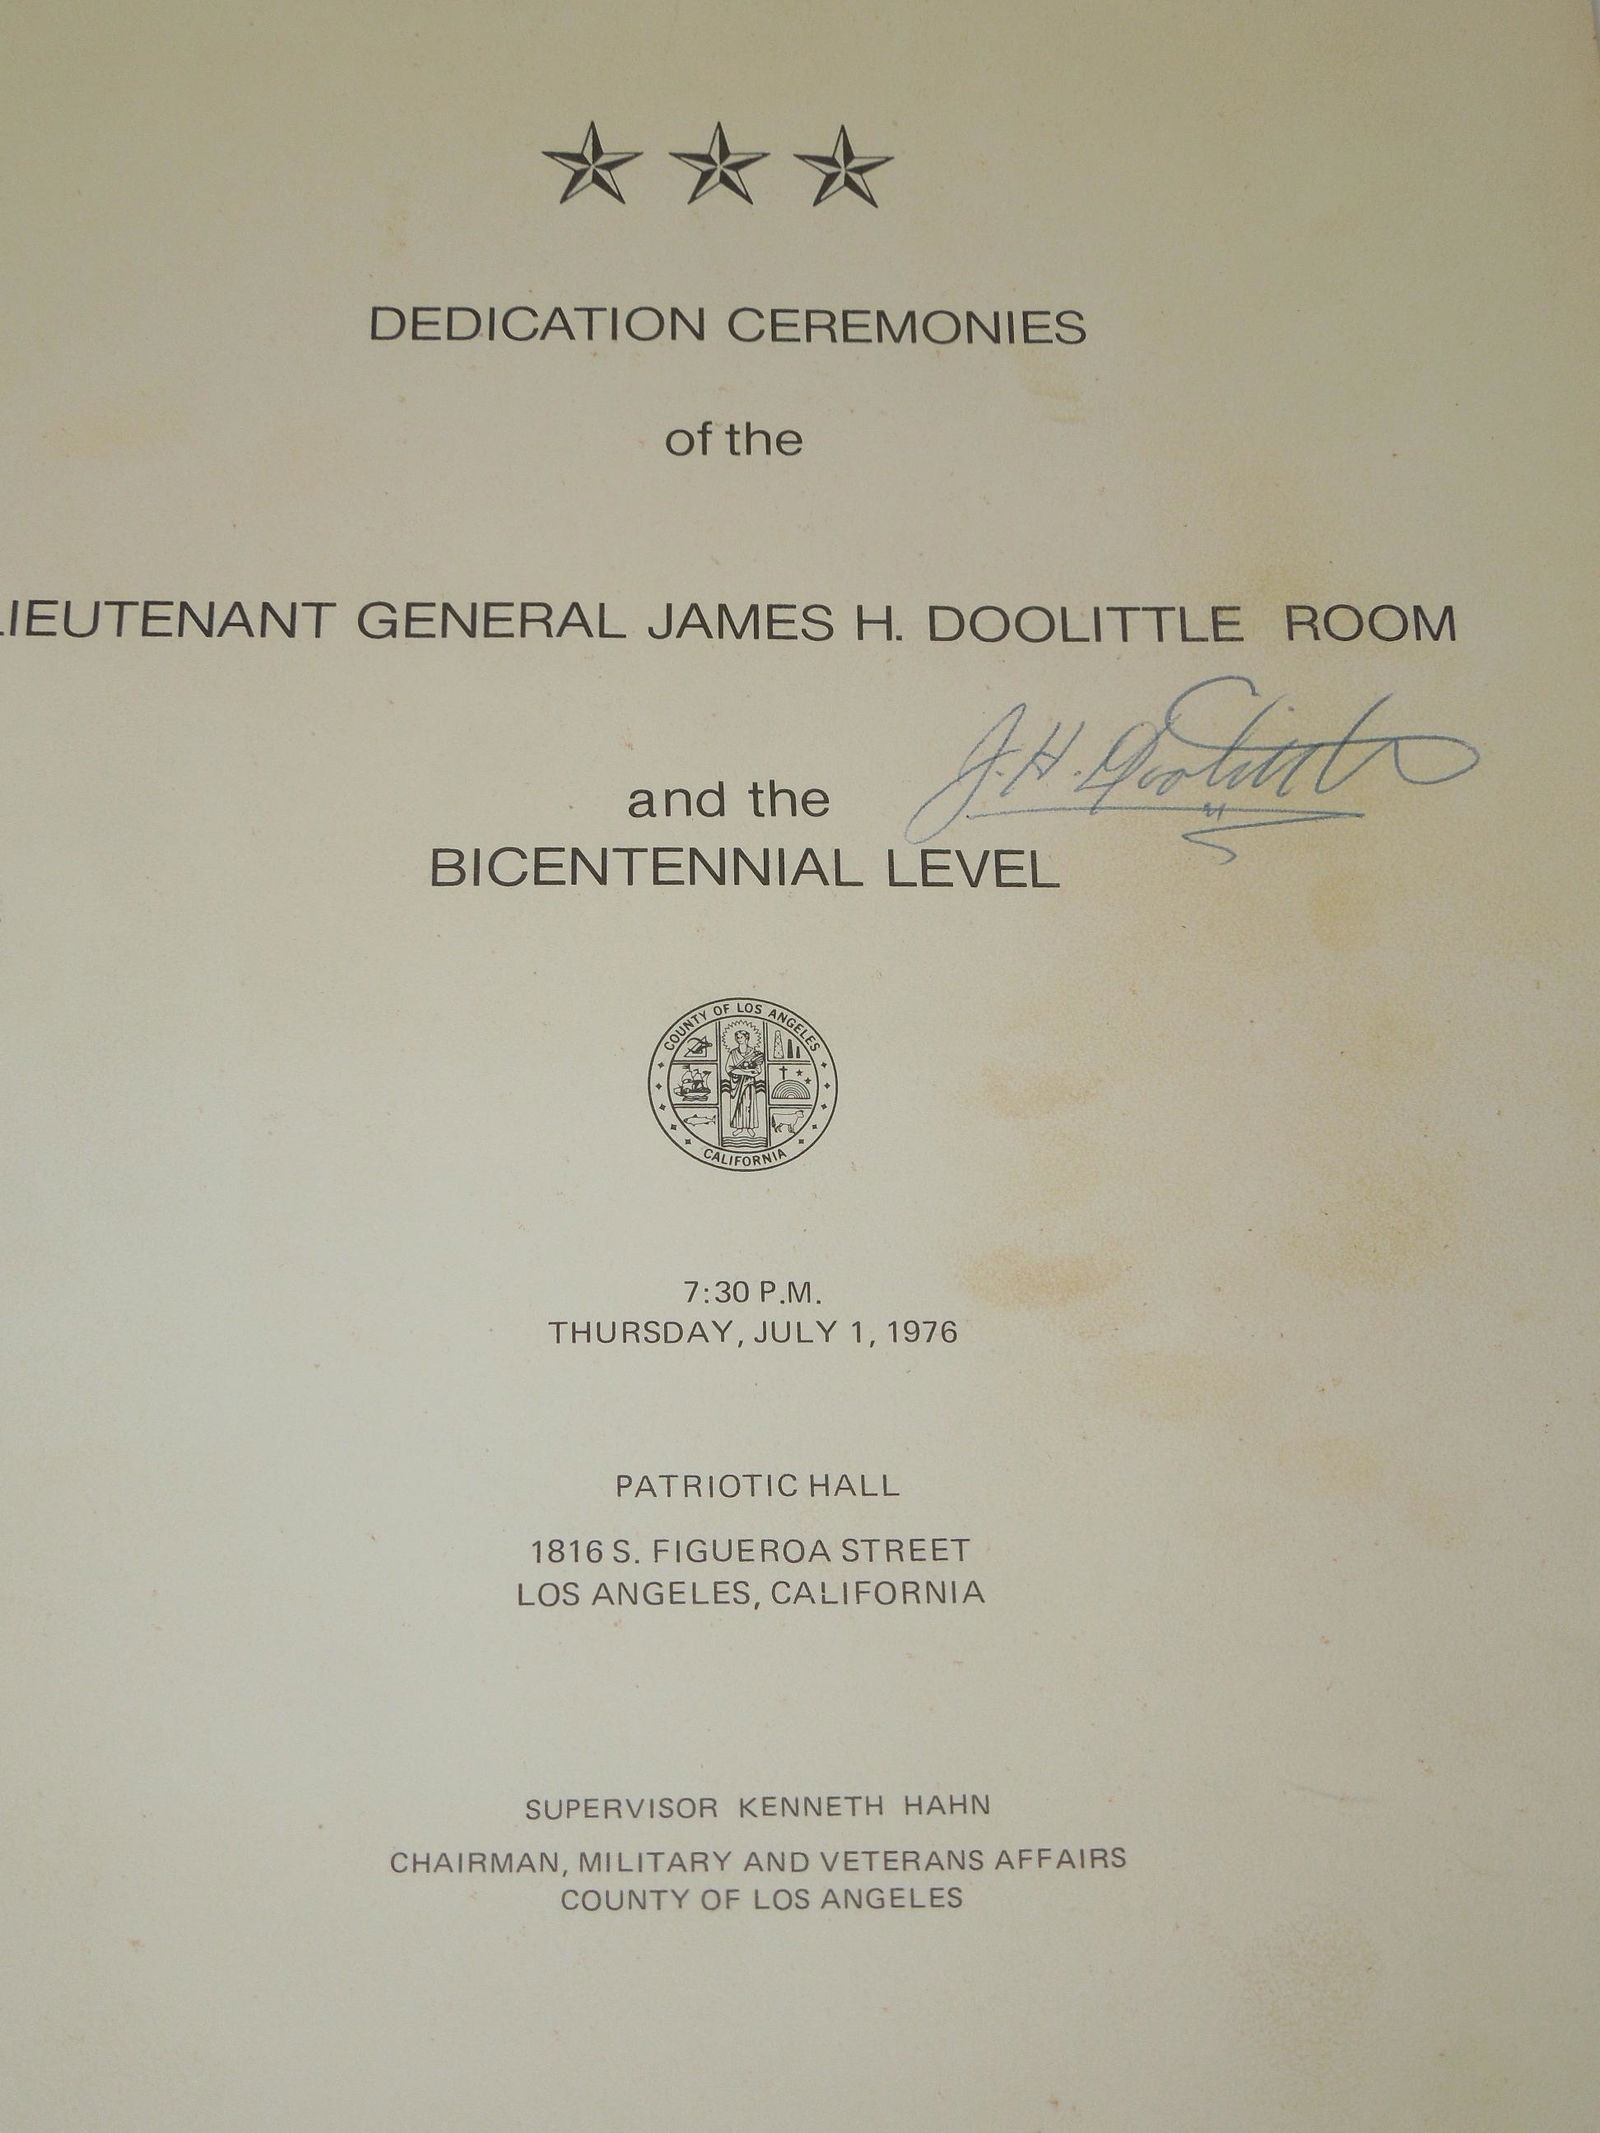 DEDICATION CEREMONIES
of the
LIEUTENANT GENERAL JAMES H. DOOLITTLE ROOM
J. H. Doolittle
and the
BICENTENNIAL LEVEL
COUNTY OF LOS ANGELES
CALIFORNIA
7:30 P.M.
THURSDAY, JULY 1, 1976
PATRIOTIC HALL
1816 S. FIGUEROA STREET
LOS ANGELES, CALIFORNIA
SUPERVISOR KENNETH HAHN
CHAIRMAN, MILITARY AND VETERANS AFFAIRS
COUNTY OF LOS ANGELES